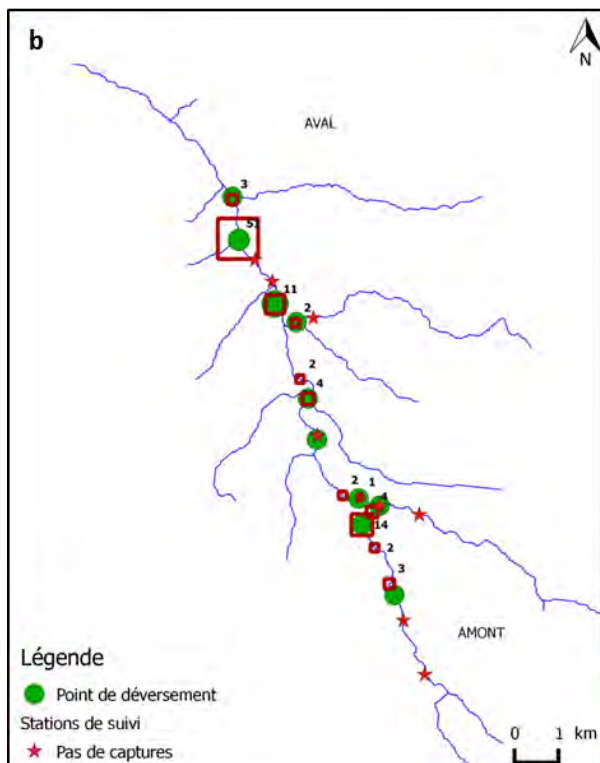 b
N
AVAL
3
52
11
2
2
4
2
1
4
14
2
3
AMONT
Légende
Point de déversement
Stations de suivi
Pas de captures
0 1 km